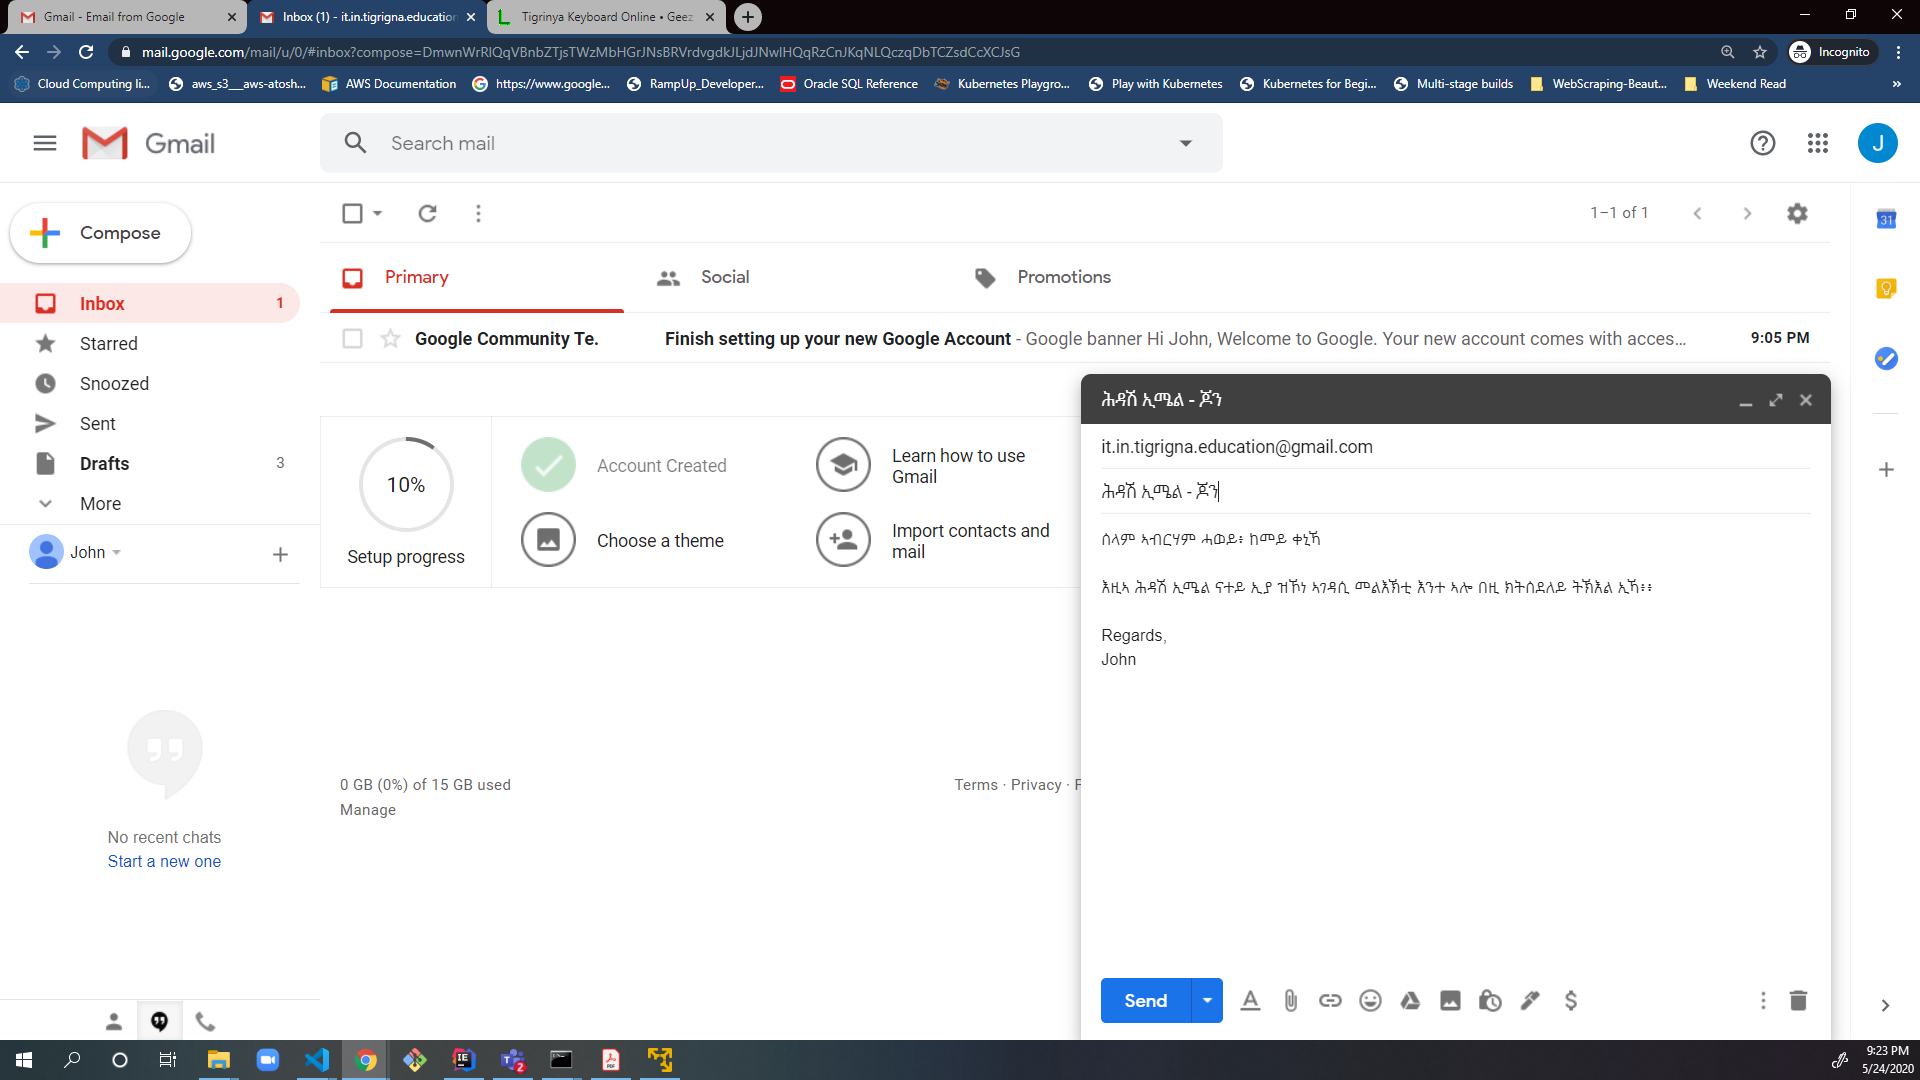 Gmail - Email from Google
Inbox (1) - it.in.tigrigna.education
Tigrinya Keyboard Online • Geez
mail.google.com/mail/u/0/#inbox?compose=DmwnWrRlQqVBnbZTjsTWzMbHGrJNsBRVrdvgdkJLjdJNwlHQqRzCnJKqNLQczqDbTCZsdCcXCJsG
Incognito
Cloud Computing li...
aws_s3__aws-atosh...
AWS Documentation
https://www.google...
RampUp_Developer...
Oracle SQL Reference
Kubernetes Playgro...
Play with Kubernetes
Kubernetes for Begi...
Multi-stage builds
WebScraping-Beaut...
Weekend Read
Gmail
Search mail
J
Compose
1–1 of 1
31
Primary
Social
Promotions
Inbox 1
Starred
Snoozed
Sent
Drafts 3
More
Google Community Te.
Finish setting up your new Google Account - Google banner Hi John, Welcome to Google. Your new account comes with acces...
9:05 PM
10%
Setup progress
Account Created
Learn how to use
Gmail
Choose a theme
Import contacts and
mail
John
No recent chats
Start a new one
0 GB (0%) of 15 GB used
Manage
Terms · Privacy ·
ሕዳሽ ኢሜል - ጆን
it.in.tigrigna.education@gmail.com
ሕዳሽ ኢሜል - ጆን
ሰላም ኣብርሃም ሓወይ፥ ከመይ ቀኒኻ
እዚኣ ሕዳሽ ኢሜል ናተይ ኢያ ዝኾነ ኣገዳሲ መልእኽቲ እንተ ኣሎ በዚ ክትሰደለይ ትኽእል ኢኻ፥፥
Regards,
John
Send
2
9:23 PM
5/24/2020